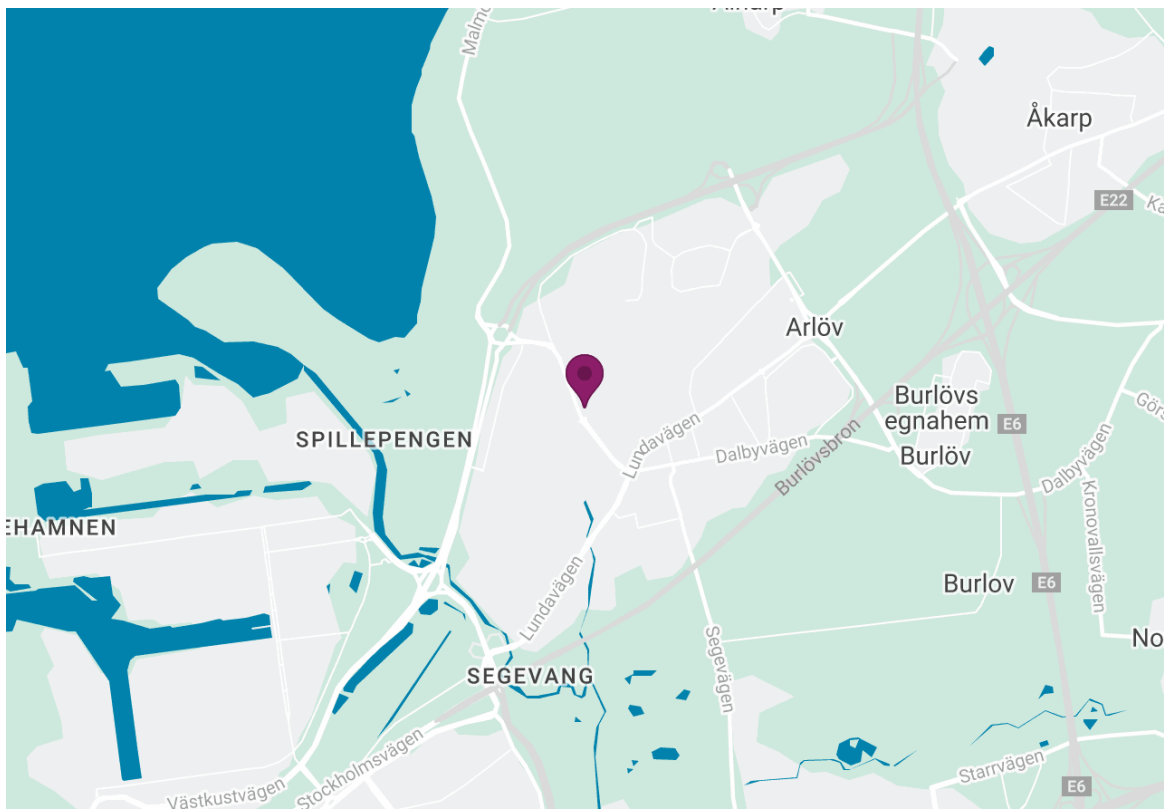 Malmö
Åkarp
E22
Arlöv
Burlövs
egnahem
E6
Burlöv
SPILLEPENGEN
Lundavägen
Dalbyvägen
Burlövsbron
Dalbyvägen
Kronovallsvägen
EHAMNEN
Burlov
E6
Lundavägen
Segevägen
No
SEGEVANG
Stockholmsvägen
Västkustvägen
Starrvägen
E6